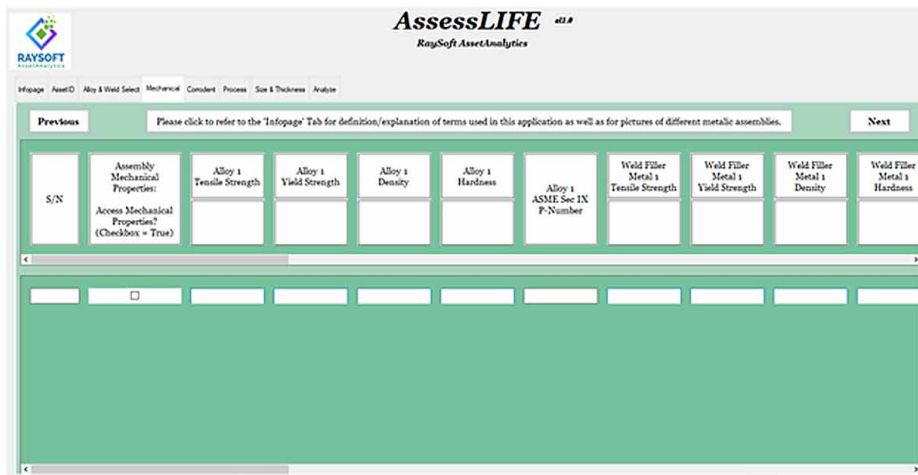 AssessLIFE v11.0
RaySoft AssetAnalytics
RAYSOFT
AssetAnalytics
Infopage AssetID Alloy & Weld Select Mechanical Corrodent Process Size & Thickness Analyze
Previous
Please click to refer to the 'Infopage' Tab for definition/explanation of terms used in this application as well as for pictures of different metalic assemblies.
Next
S/N
Assembly
Mechanical
Properties:
Access Mechanical
Properties?
(Checkbox = True)
Alloy 1
Tensile Strength
Alloy 1
Yield Strength
Alloy 1
Density
Alloy 1
Hardness
Alloy 1
ASME Sec IX
P-Number
Weld Filler
Metal 1
Tensile Strength
Weld Filler
Metal 1
Yield Strength
Weld Filler
Metal 1
Density
Weld Filler
Metal 1
Hardness